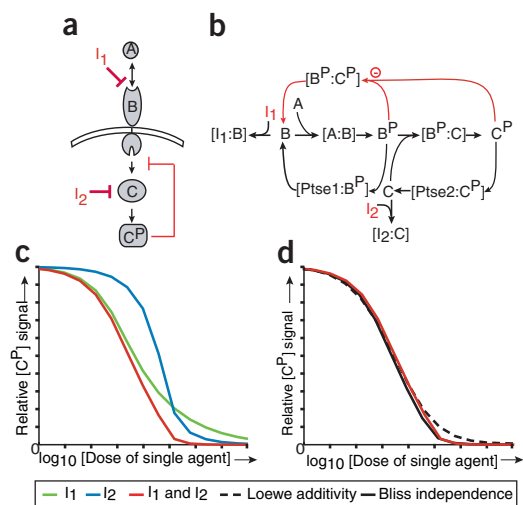 a
A
I1
B
I2
C
CP
b
[BP:CP]
⊖
I1
A
[I1:B]
B
[A:B]
BP
[BP:C]
CP
[Ptse1:BP]
C
[Ptse2:CP]
I2
[I2:C]
c
Relative [CP] signal
0
log10 [Dose of single agent]
d
Relative [CP] signal
0
log10 [Dose of single agent]
I1
I2
I1 and I2
Loewe additivity
Bliss independence